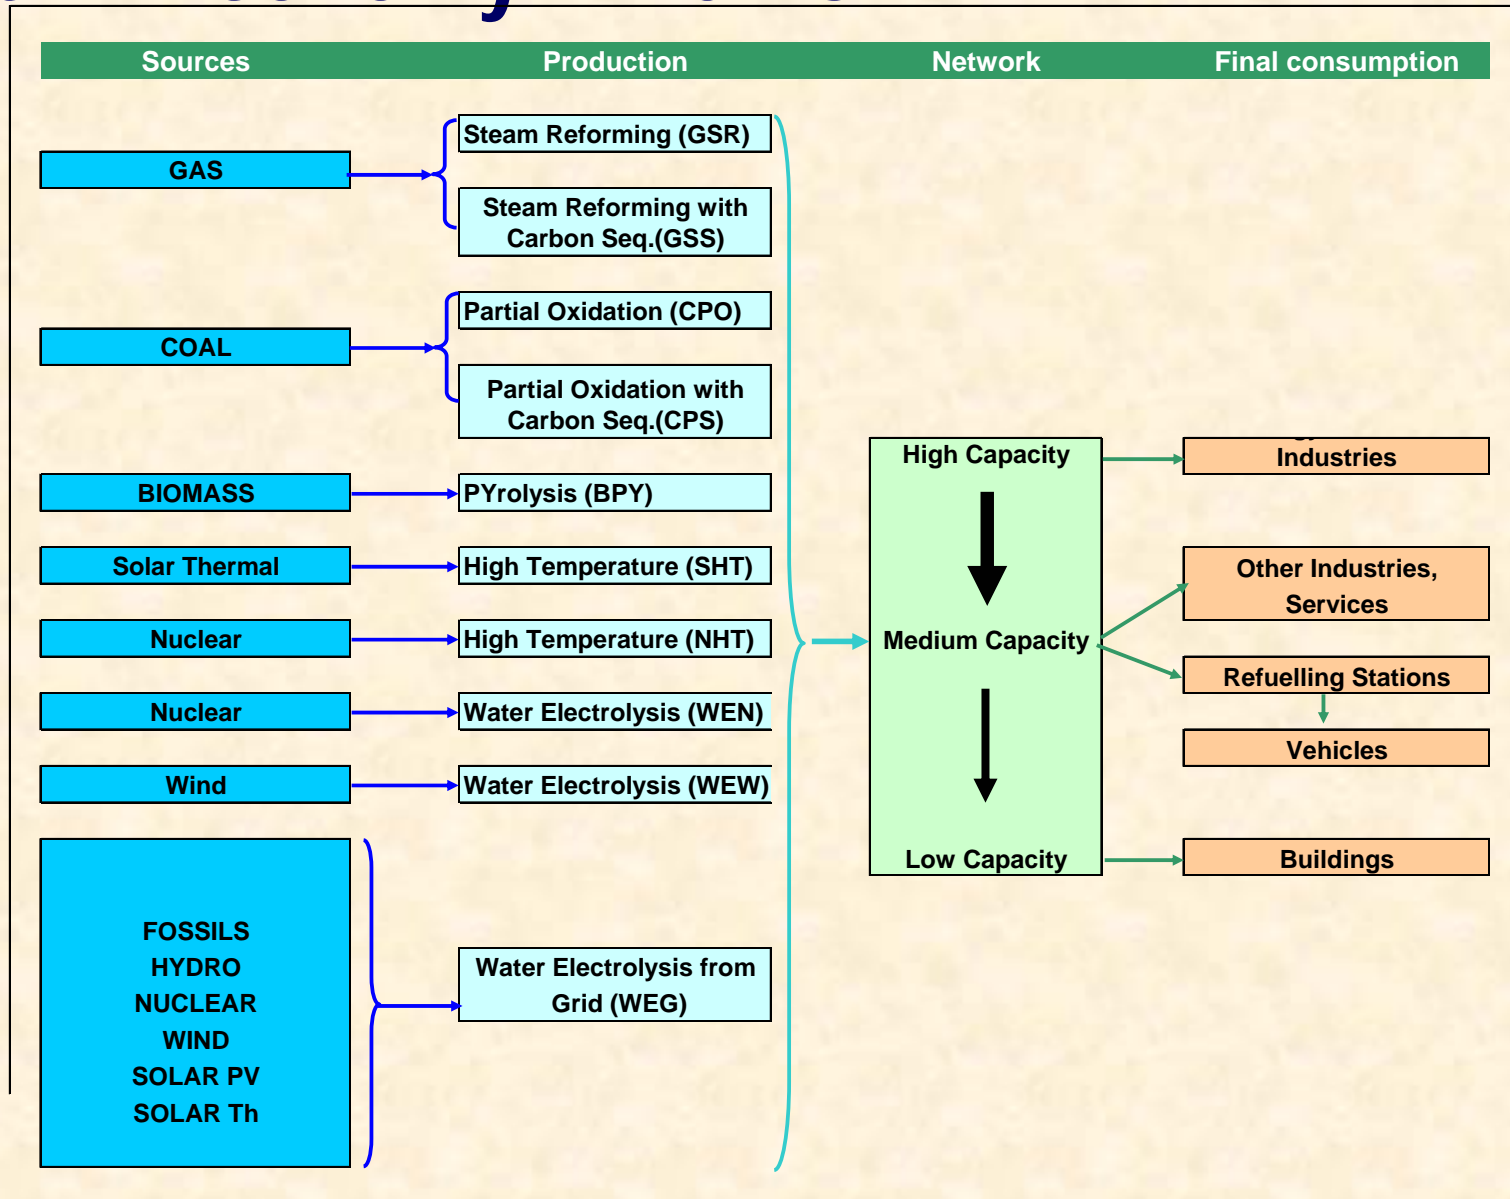 Sources
Production
Network
Final consumption
GAS
Steam Reforming (GSR)
Steam Reforming with
Carbon Seq.(GSS)
COAL
Partial Oxidation (CPO)
Partial Oxidation with
Carbon Seq.(CPS)
BIOMASS
PYrolysis (BPY)
Solar Thermal
High Temperature (SHT)
Nuclear
High Temperature (NHT)
Nuclear
Water Electrolysis (WEN)
Wind
Water Electrolysis (WEW)
FOSSILS
HYDRO
NUCLEAR
WIND
SOLAR PV
SOLAR Th
Water Electrolysis from
Grid (WEG)
High Capacity
Medium Capacity
Low Capacity
Industries
Other Industries,
Services
Refuelling Stations
Vehicles
Buildings